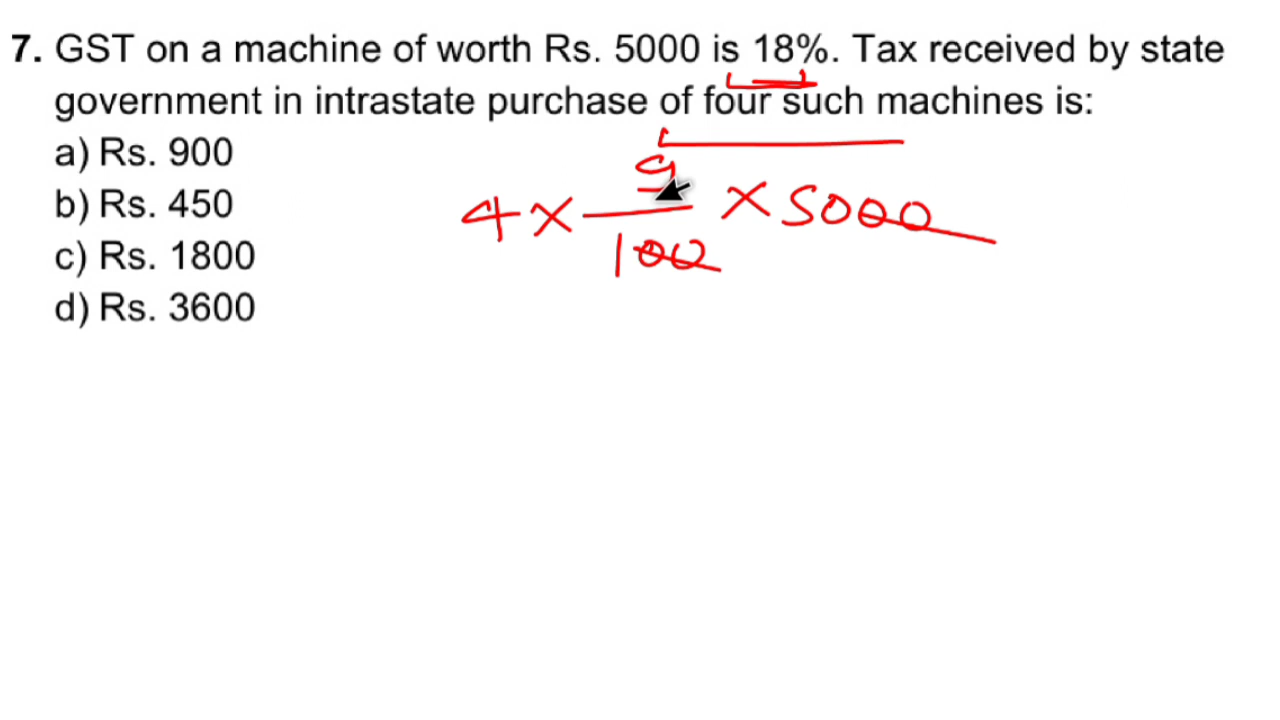 7. GST on a machine of worth Rs. 5000 is 18%. Tax received by state
government in intrastate purchase of four such machines is:
a) Rs. 900
b) Rs. 450
c) Rs. 1800
d) Rs. 3600
4 × 9/100 × 5000